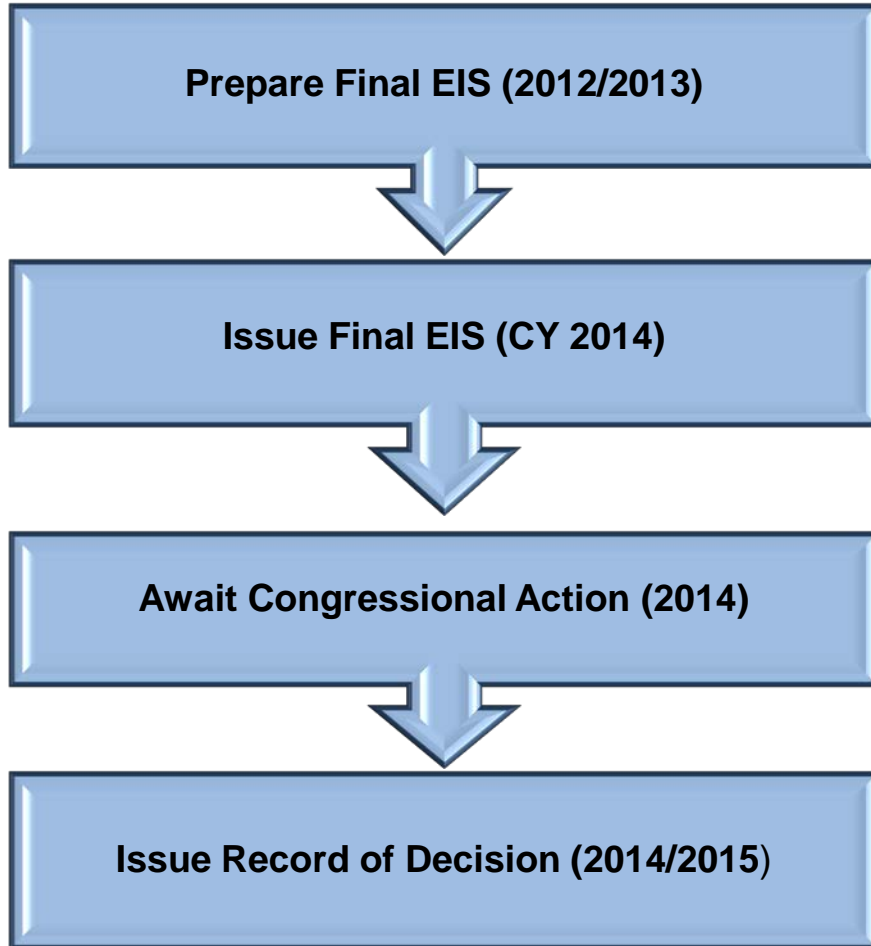 Prepare Final EIS (2012/2013)
Issue Final EIS (CY 2014)
Await Congressional Action (2014)
Issue Record of Decision (2014/2015)